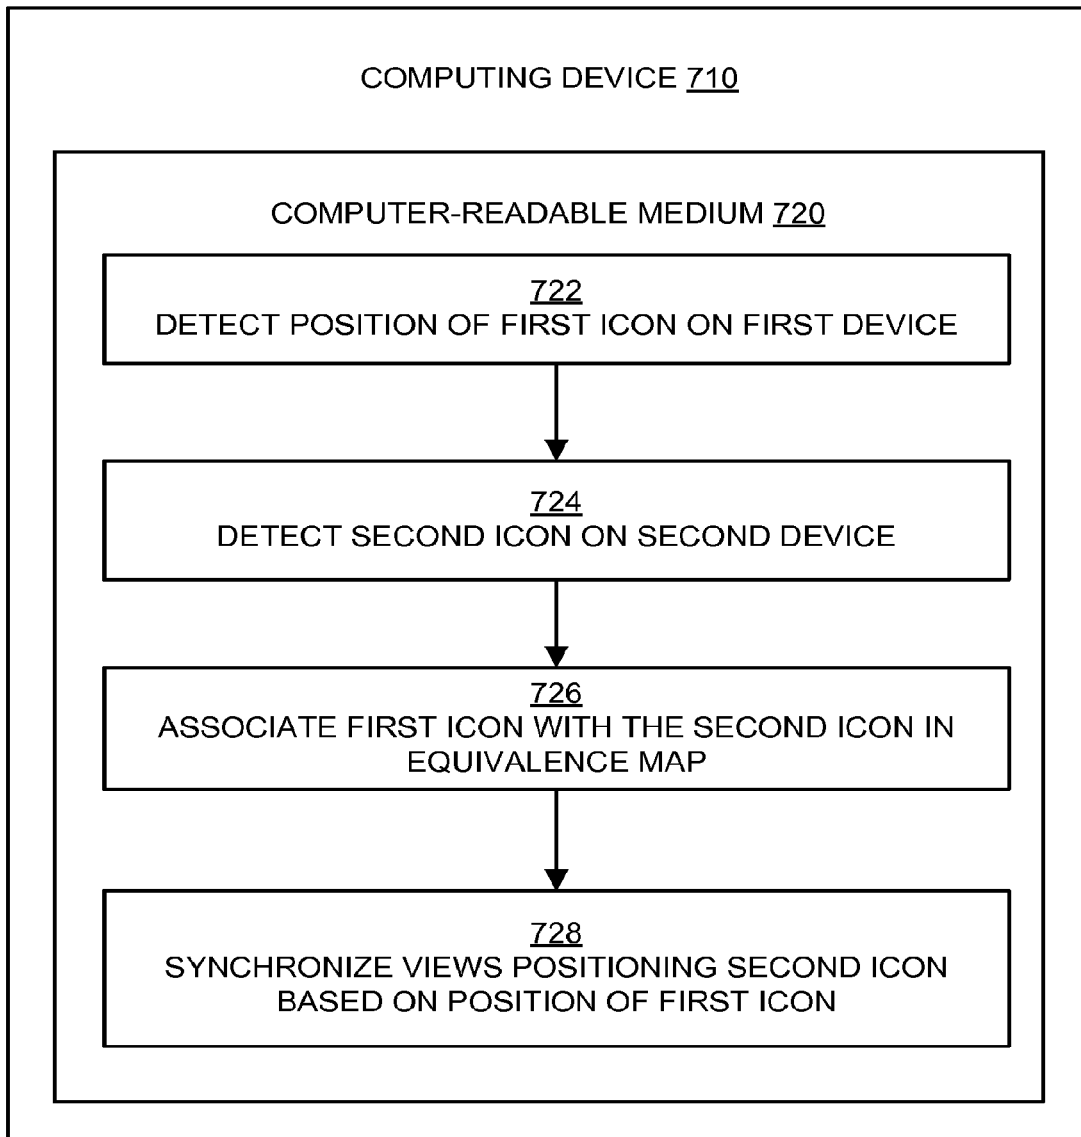 COMPUTING DEVICE 710
COMPUTER-READABLE MEDIUM 720
722
DETECT POSITION OF FIRST ICON ON FIRST DEVICE
724
DETECT SECOND ICON ON SECOND DEVICE
726
ASSOCIATE FIRST ICON WITH THE SECOND ICON IN
EQUIVALENCE MAP
728
SYNCHRONIZE VIEWS POSITIONING SECOND ICON
BASED ON POSITION OF FIRST ICON